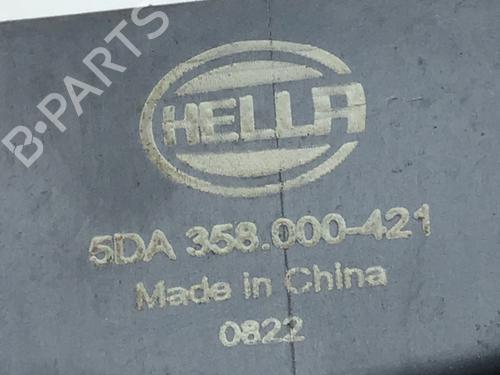 B-PARTS
HELLA
5DA 358.000-421
Made in China
0822